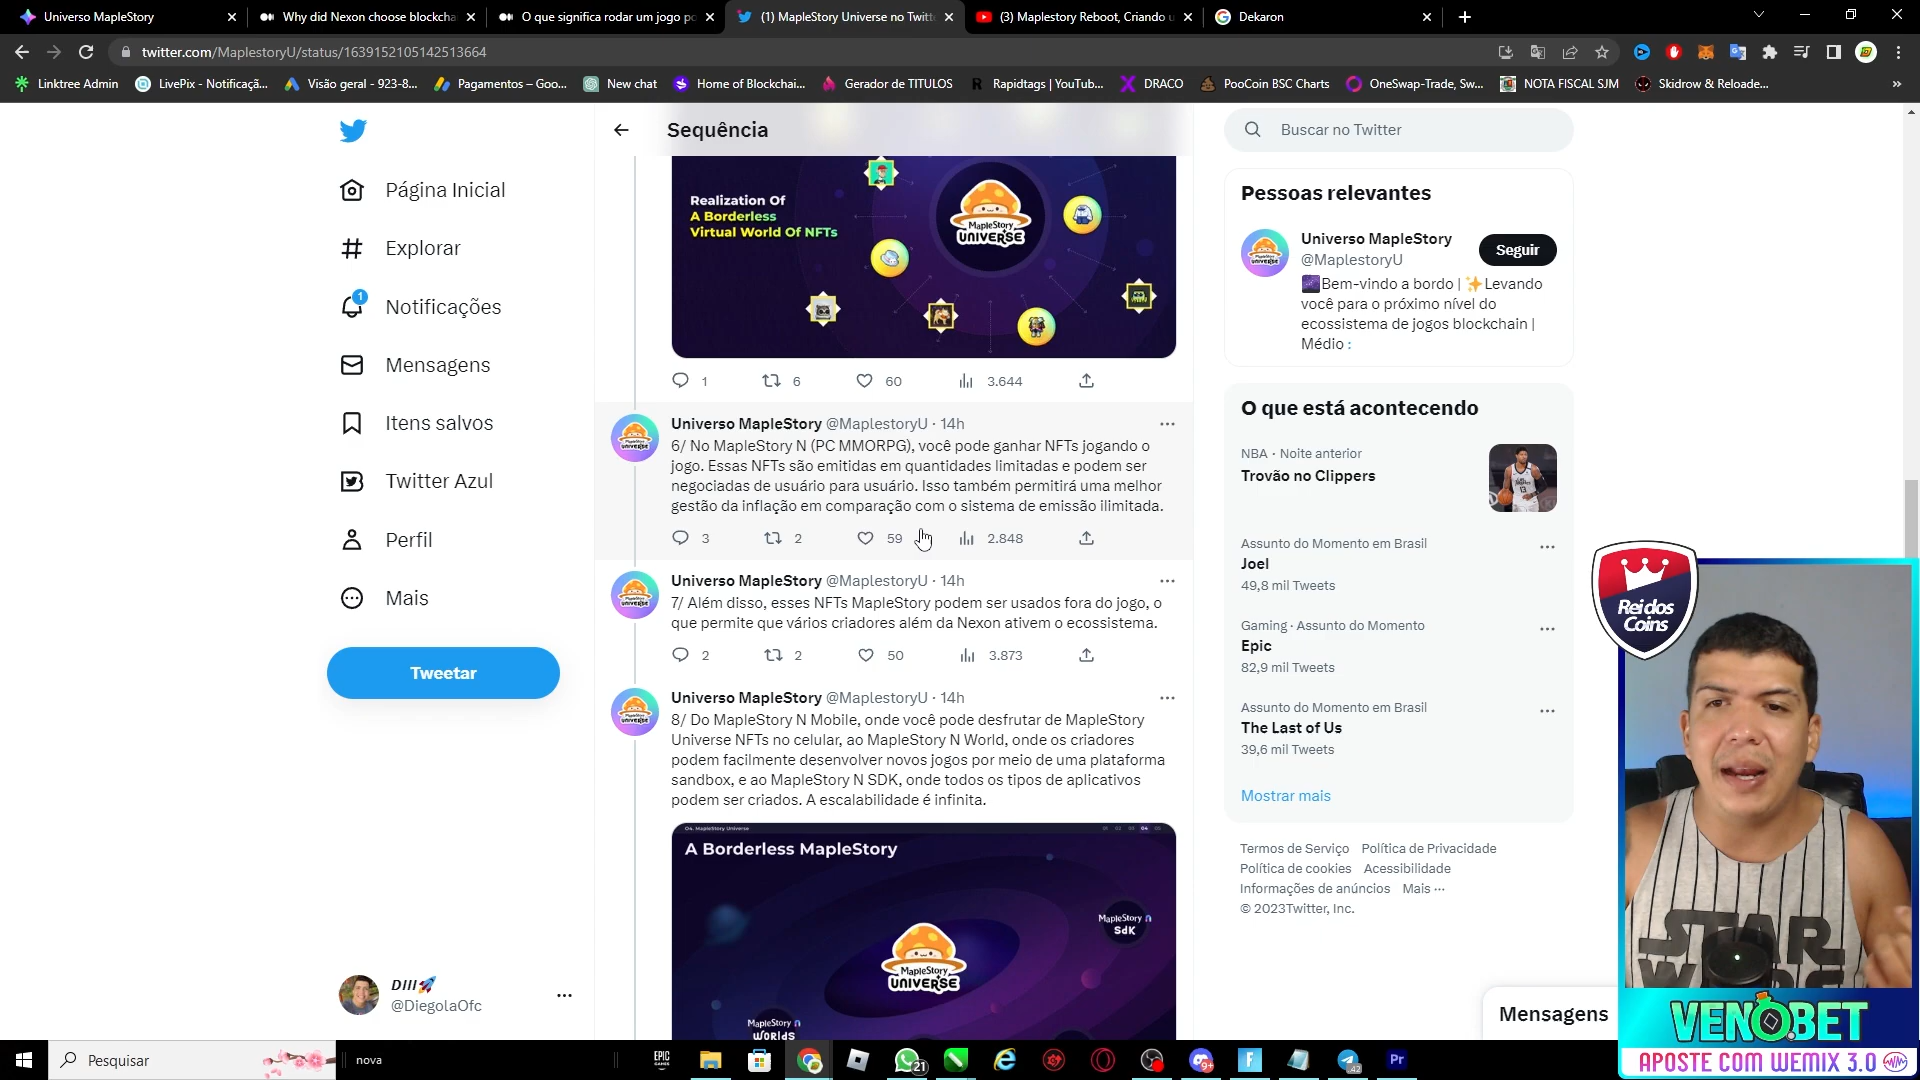 Universo MapleStory
Why did Nexon choose blockcha
O que significa rodar um jogo po
(1) MapleStory Universe no Twitt
(3) Maplestory Reboot, Criando u
Dekaron
twitter.com/MaplestoryU/status/1639152105142513664
Linktree Admin
LivePix - Notificaçã...
Visão geral - 923-8...
Pagamentos – Goo...
New chat
Home of Blockchai...
Gerador de TITULOS
Rapidtags | YouTub...
DRACO
PooCoin BSC Charts
OneSwap-Trade, Sw...
NOTA FISCAL SJM
Skidrow & Reloade...
Página Inicial
Explorar
1
Notificações
Mensagens
Itens salvos
Twitter Azul
Perfil
Mais
Tweetar
DIII🚀
@DiegolaOfc
Sequência
Realization Of
A Borderless
Virtual World Of NFTs
MapleStory
UNIVERSE
1 6 60 3.644
Universo MapleStory @MaplestoryU · 14h
6/ No MapleStory N (PC MMORPG), você pode ganhar NFTs jogando o
jogo. Essas NFTs são emitidas em quantidades limitadas e podem ser
negociadas de usuário para usuário. Isso também permitirá uma melhor
gestão da inflação em comparação com o sistema de emissão ilimitada.
3 2 59 2.848
Universo MapleStory @MaplestoryU · 14h
7/ Além disso, esses NFTs MapleStory podem ser usados fora do jogo, o
que permite que vários criadores além da Nexon ativem o ecossistema.
2 2 50 3.873
Universo MapleStory @MaplestoryU · 14h
8/ Do MapleStory N Mobile, onde você pode desfrutar de MapleStory
Universe NFTs no celular, ao MapleStory N World, onde os criadores
podem facilmente desenvolver novos jogos por meio de uma plataforma
sandbox, e ao MapleStory N SDK, onde todos os tipos de aplicativos
podem ser criados. A escalabilidade é infinita.
04. MapleStory Universe
A Borderless MapleStory
MapleStory
UNIVERSE
MapleStory n
SdK
MapleStory n
WORLDS
Buscar no Twitter
Pessoas relevantes
Universo MapleStory
@MaplestoryU
Seguir
🌌Bem-vindo a bordo | ✨Levando
você para o próximo nível do
ecossistema de jogos blockchain |
Médio :
O que está acontecendo
NBA · Noite anterior
Trovão no Clippers
Assunto do Momento em Brasil
Joel
49,8 mil Tweets
Gaming · Assunto do Momento
Epic
82,9 mil Tweets
Assunto do Momento em Brasil
The Last of Us
39,6 mil Tweets
Mostrar mais
Termos de Serviço Política de Privacidade
Política de cookies Acessibilidade
Informações de anúncios Mais ···
© 2023Twitter, Inc.
Mensagens
Rei dos
Coins
STAR
VENOBET
APOSTE COM WEMIX 3.0
Pesquisar
nova
EPIC
GAMES
21
9+
42
Pr